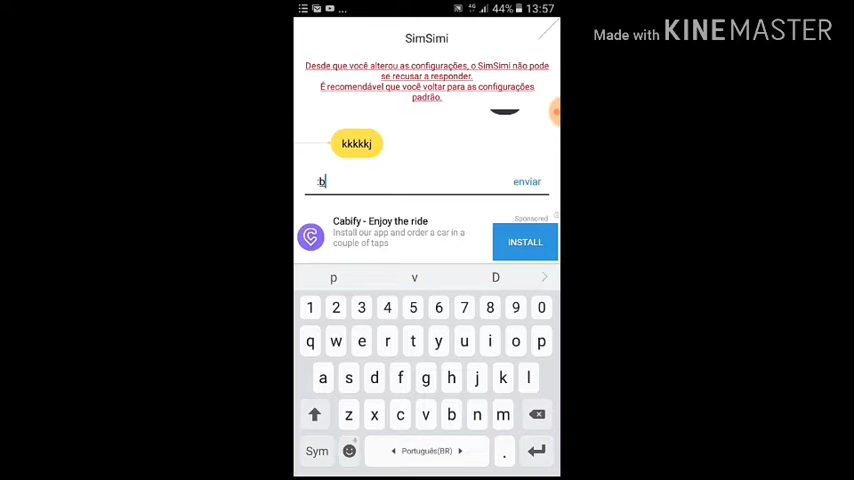 ... 4G 44% 13:57
Made with KINEMASTER
SimSimi
Desde que você alterou as configurações, o SimSimi não pode
se recusar a responder.
É recomendável que você voltar para as configurações
padrão.
kkkkkj
:b enviar
Sponsored
Cabify - Enjoy the ride
Install our app and order a car in a
couple of taps
INSTALL
p v D
1 2 3 4 5 6 7 8 9 0
q w e r t y u i o p
a s d f g h j k l
z x c v b n m
Sym Português(BR) .